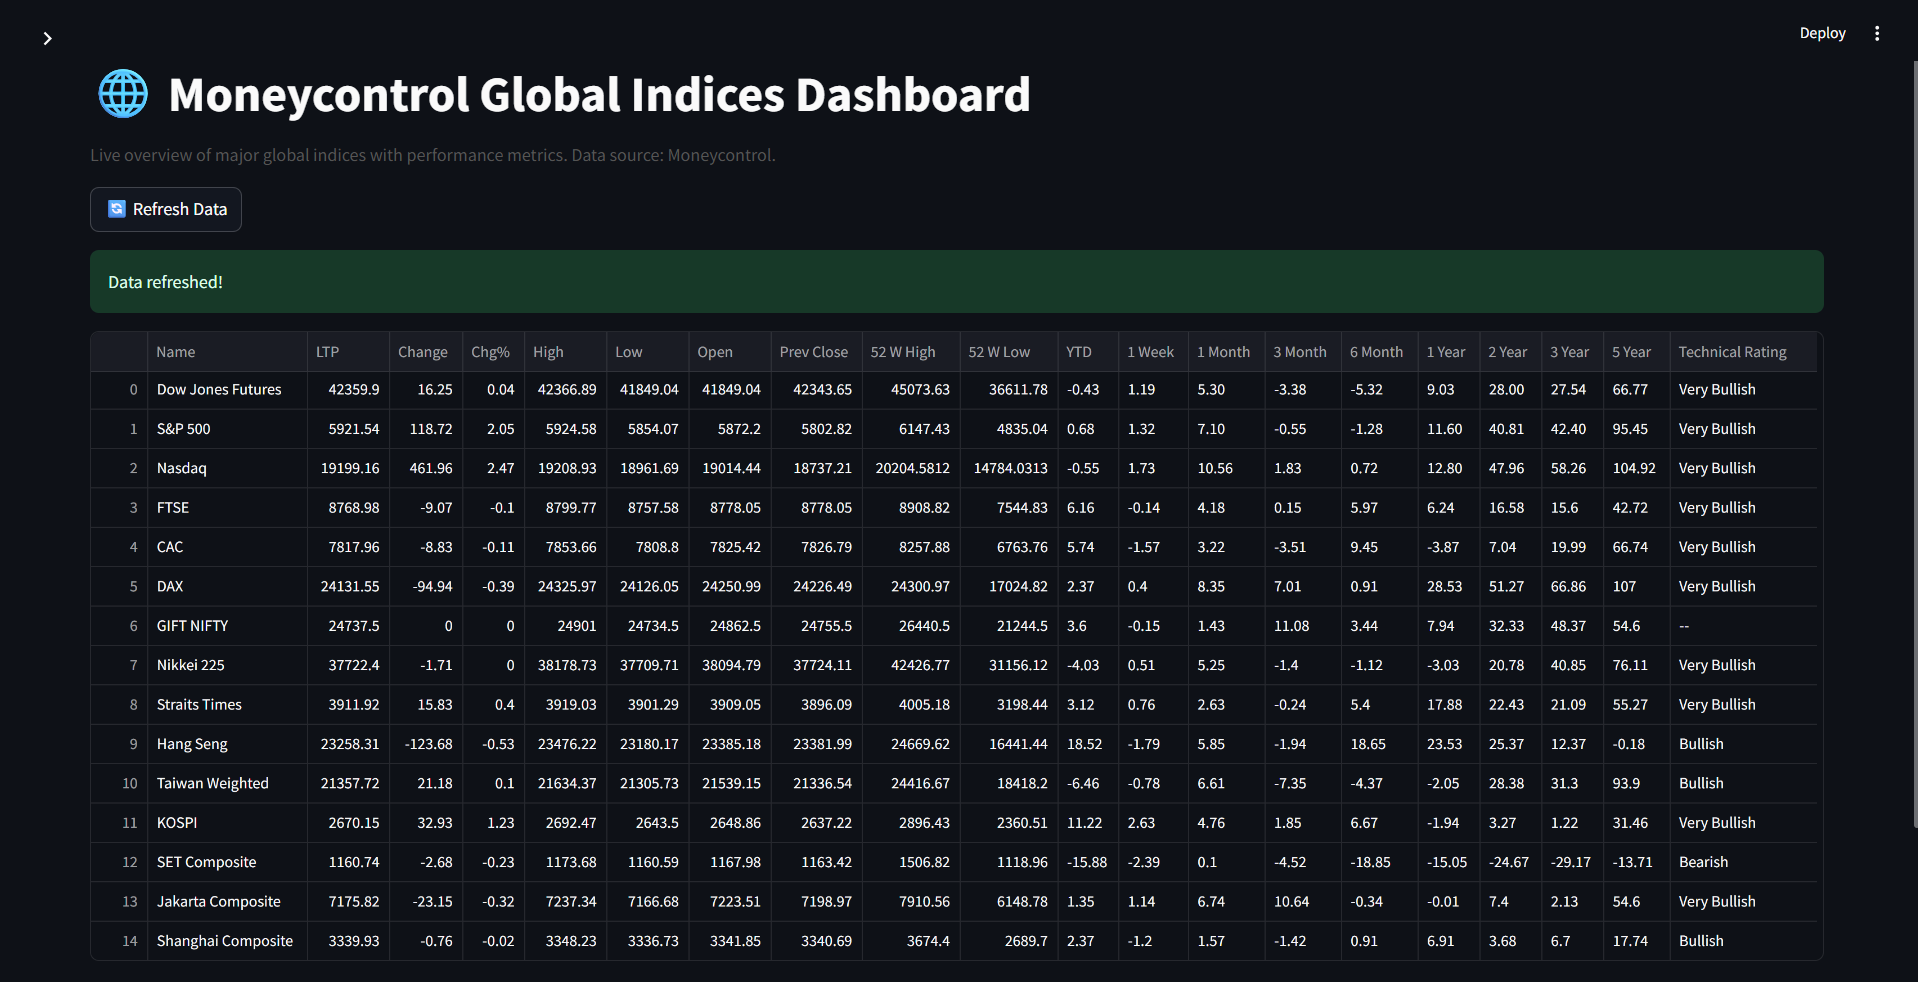 Deploy
Moneycontrol Global Indices Dashboard
Live overview of major global indices with performance metrics. Data source: Moneycontrol.
Refresh Data
Data refreshed!
Name LTP Change Chg% High Low Open Prev Close 52 W High 52 W Low YTD 1 Week 1 Month 3 Month 6 Month 1 Year 2 Year 3 Year 5 Year Technical Rating
0 Dow Jones Futures 42359.9 16.25 0.04 42366.89 41849.04 41849.04 42343.65 45073.63 36611.78 -0.43 1.19 5.30 -3.38 -5.32 9.03 28.00 27.54 66.77 Very Bullish
1 S&P 500 5921.54 118.72 2.05 5924.58 5854.07 5872.2 5802.82 6147.43 4835.04 0.68 1.32 7.10 -0.55 -1.28 11.60 40.81 42.40 95.45 Very Bullish
2 Nasdaq 19199.16 461.96 2.47 19208.93 18961.69 19014.44 18737.21 20204.5812 14784.0313 -0.55 1.73 10.56 1.83 0.72 12.80 47.96 58.26 104.92 Very Bullish
3 FTSE 8768.98 -9.07 -0.1 8799.77 8757.58 8778.05 8778.05 8908.82 7544.83 6.16 -0.14 4.18 0.15 5.97 6.24 16.58 15.6 42.72 Very Bullish
4 CAC 7817.96 -8.83 -0.11 7853.66 7808.8 7825.42 7826.79 8257.88 6763.76 5.74 -1.57 3.22 -3.51 9.45 -3.87 7.04 19.99 66.74 Very Bullish
5 DAX 24131.55 -94.94 -0.39 24325.97 24126.05 24250.99 24226.49 24300.97 17024.82 2.37 0.4 8.35 7.01 0.91 28.53 51.27 66.86 107 Very Bullish
6 GIFT NIFTY 24737.5 0 0 24901 24734.5 24862.5 24755.5 26440.5 21244.5 3.6 -0.15 1.43 11.08 3.44 7.94 32.33 48.37 54.6 --
7 Nikkei 225 37722.4 -1.71 0 38178.73 37709.71 38094.79 37724.11 42426.77 31156.12 -4.03 0.51 5.25 -1.4 -1.12 -3.03 20.78 40.85 76.11 Very Bullish
8 Straits Times 3911.92 15.83 0.4 3919.03 3901.29 3909.05 3896.09 4005.18 3198.44 3.12 0.76 2.63 -0.24 5.4 17.88 22.43 21.09 55.27 Very Bullish
9 Hang Seng 23258.31 -123.68 -0.53 23476.22 23180.17 23385.18 23381.99 24669.62 16441.44 18.52 -1.79 5.85 -1.94 18.65 23.53 25.37 12.37 -0.18 Bullish
10 Taiwan Weighted 21357.72 21.18 0.1 21634.37 21305.73 21539.15 21336.54 24416.67 18418.2 -6.46 -0.78 6.61 -7.35 -4.37 -2.05 28.38 31.3 93.9 Bullish
11 KOSPI 2670.15 32.93 1.23 2692.47 2643.5 2648.86 2637.22 2896.43 2360.51 11.22 2.63 4.76 1.85 6.67 -1.94 3.27 1.22 31.46 Very Bullish
12 SET Composite 1160.74 -2.68 -0.23 1173.68 1160.59 1167.98 1163.42 1506.82 1118.96 -15.88 -2.39 0.1 -4.52 -18.85 -15.05 -24.67 -29.17 -13.71 Bearish
13 Jakarta Composite 7175.82 -23.15 -0.32 7237.34 7166.68 7223.51 7198.97 7910.56 6148.78 1.35 1.14 6.74 10.64 -0.34 -0.01 7.4 2.13 54.6 Very Bullish
14 Shanghai Composite 3339.93 -0.76 -0.02 3348.23 3336.73 3341.85 3340.69 3674.4 2689.7 2.37 -1.2 1.57 -1.42 0.91 6.91 3.68 6.7 17.74 Bullish